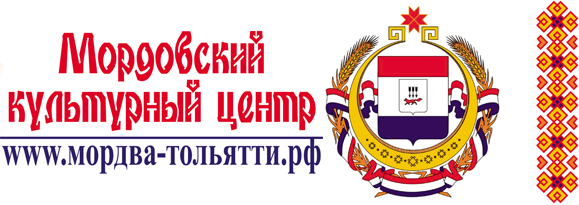 Мордовский
культурный центр
www.мордва-тольятти.рф